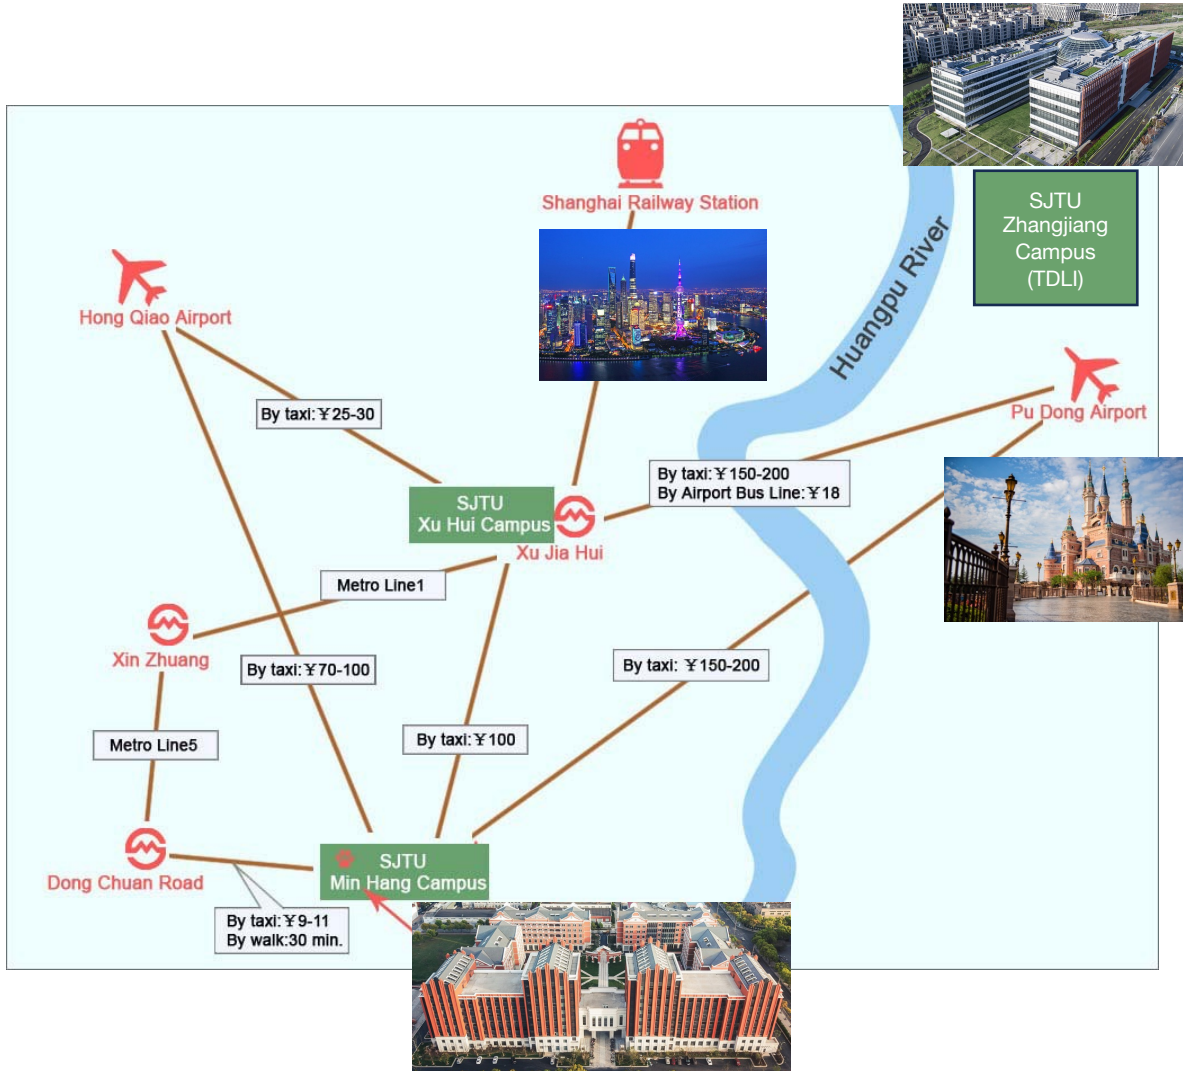 SJTU
Zhangjiang
Campus
(TDLI)
Shanghai Railway Station
Huangpu River
Hong Qiao Airport
Pu Dong Airport
By taxi:¥25-30
By taxi:¥150-200
By Airport Bus Line:¥18
SJTU
Xu Hui Campus
Xu Jia Hui
Metro Line1
Xin Zhuang
By taxi:¥70-100
By taxi: ¥150-200
Metro Line5
By taxi:¥100
SJTU
Min Hang Campus
Dong Chuan Road
By taxi:¥9-11
By walk:30 min.